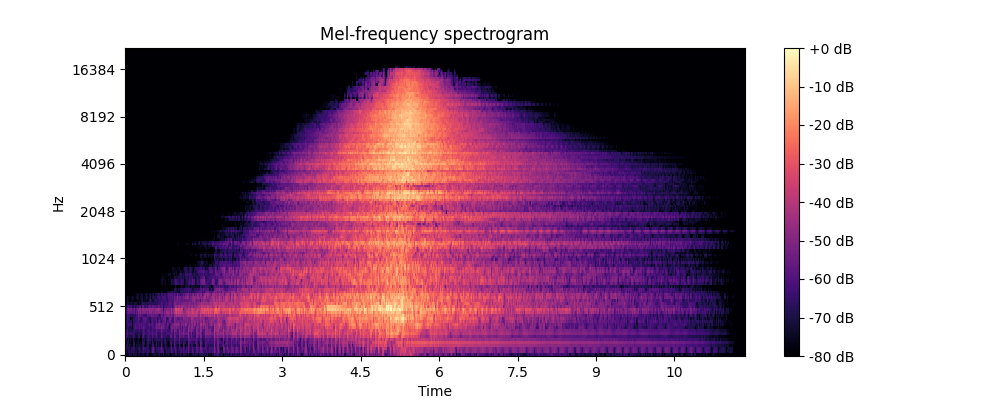 Mel-frequency spectrogram
Hz
16384
8192
4096
2048
1024
512
0
0 1.5 3 4.5 6 7.5 9 10
Time
+0 dB
-10 dB
-20 dB
-30 dB
-40 dB
-50 dB
-60 dB
-70 dB
-80 dB